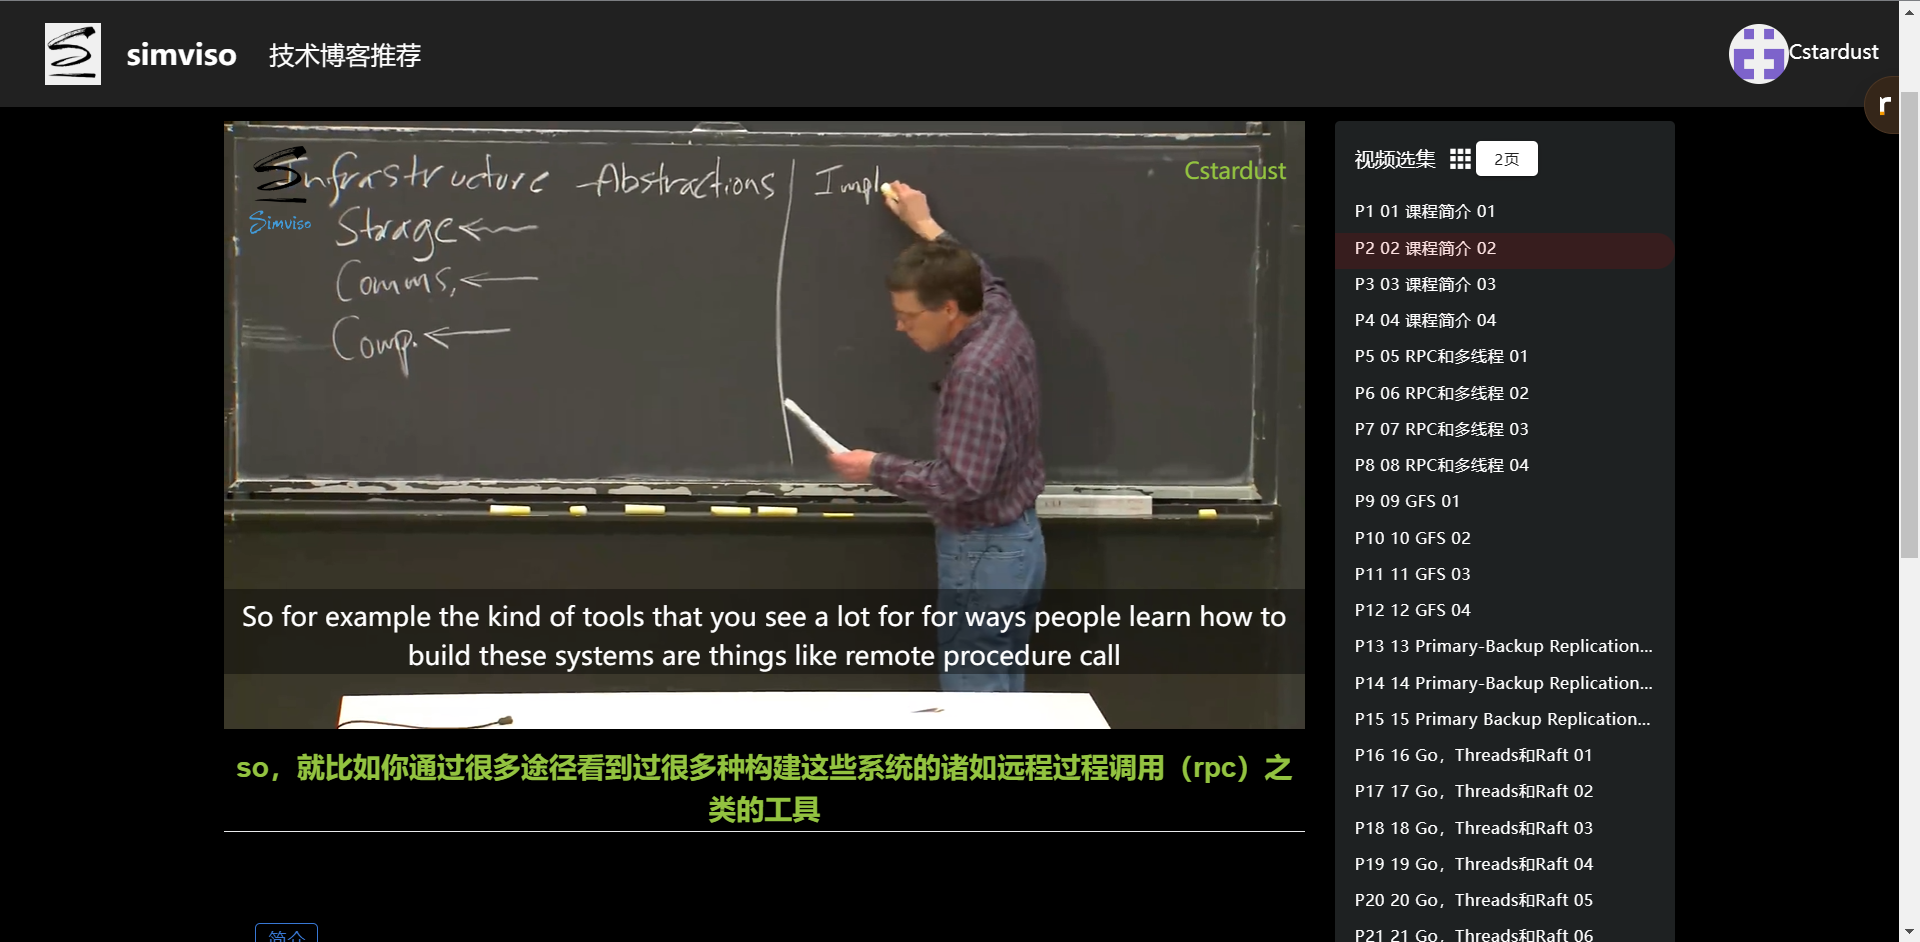 simviso
技术博客推荐
Cstardust
r
Infrastructure - Abstractions
Impl
Storage
Comms,
Comp.
Simviso
Cstardust
So for example the kind of tools that you see a lot for for ways people learn how to
build these systems are things like remote procedure call
so，就比如你通过很多途径看到过很多种构建这些系统的诸如远程过程调用（rpc）之
类的工具
简介
视频选集
2页
P1 01 课程简介 01
P2 02 课程简介 02
P3 03 课程简介 03
P4 04 课程简介 04
P5 05 RPC和多线程 01
P6 06 RPC和多线程 02
P7 07 RPC和多线程 03
P8 08 RPC和多线程 04
P9 09 GFS 01
P10 10 GFS 02
P11 11 GFS 03
P12 12 GFS 04
P13 13 Primary-Backup Replication...
P14 14 Primary-Backup Replication...
P15 15 Primary Backup Replication...
P16 16 Go，Threads和Raft 01
P17 17 Go，Threads和Raft 02
P18 18 Go，Threads和Raft 03
P19 19 Go，Threads和Raft 04
P20 20 Go，Threads和Raft 05
P21 21 Go，Threads和Raft 06